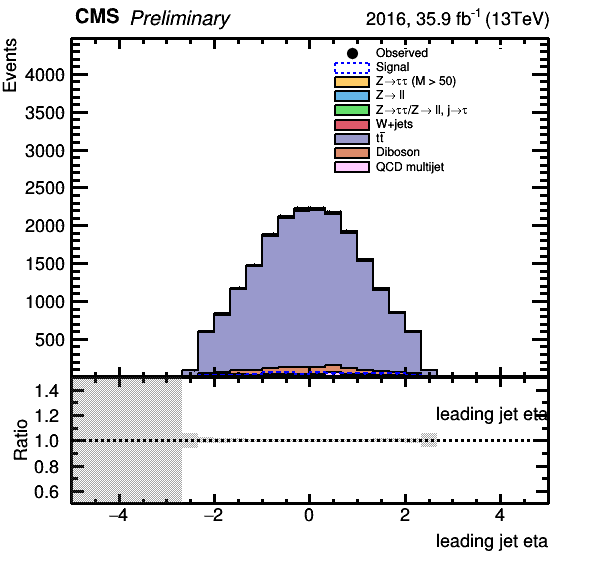 CMS Preliminary 2016, 35.9 fb⁻¹ (13TeV)
Events
4000
3500
3000
2500
2000
1500
1000
500
Observed
Signal
Z→ττ (M > 50)
Z→ ll
Z→ττ/Z→ ll, j→τ
W+jets
tt̅
Diboson
QCD multijet
Ratio
1.4
1.2
1.0
0.8
0.6
leading jet eta
−4 −2 0 2 4
leading jet eta